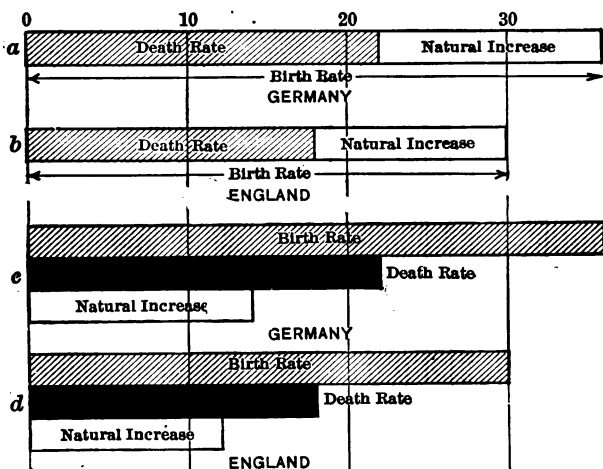 0 10 20 30
a Death Rate Natural Increase
Birth Rate
GERMANY
b Death Rate Natural Increase
Birth Rate
ENGLAND
Birth Rate
c Death Rate
Natural Increase
GERMANY
Birth Rate
d Death Rate
Natural Increase
ENGLAND